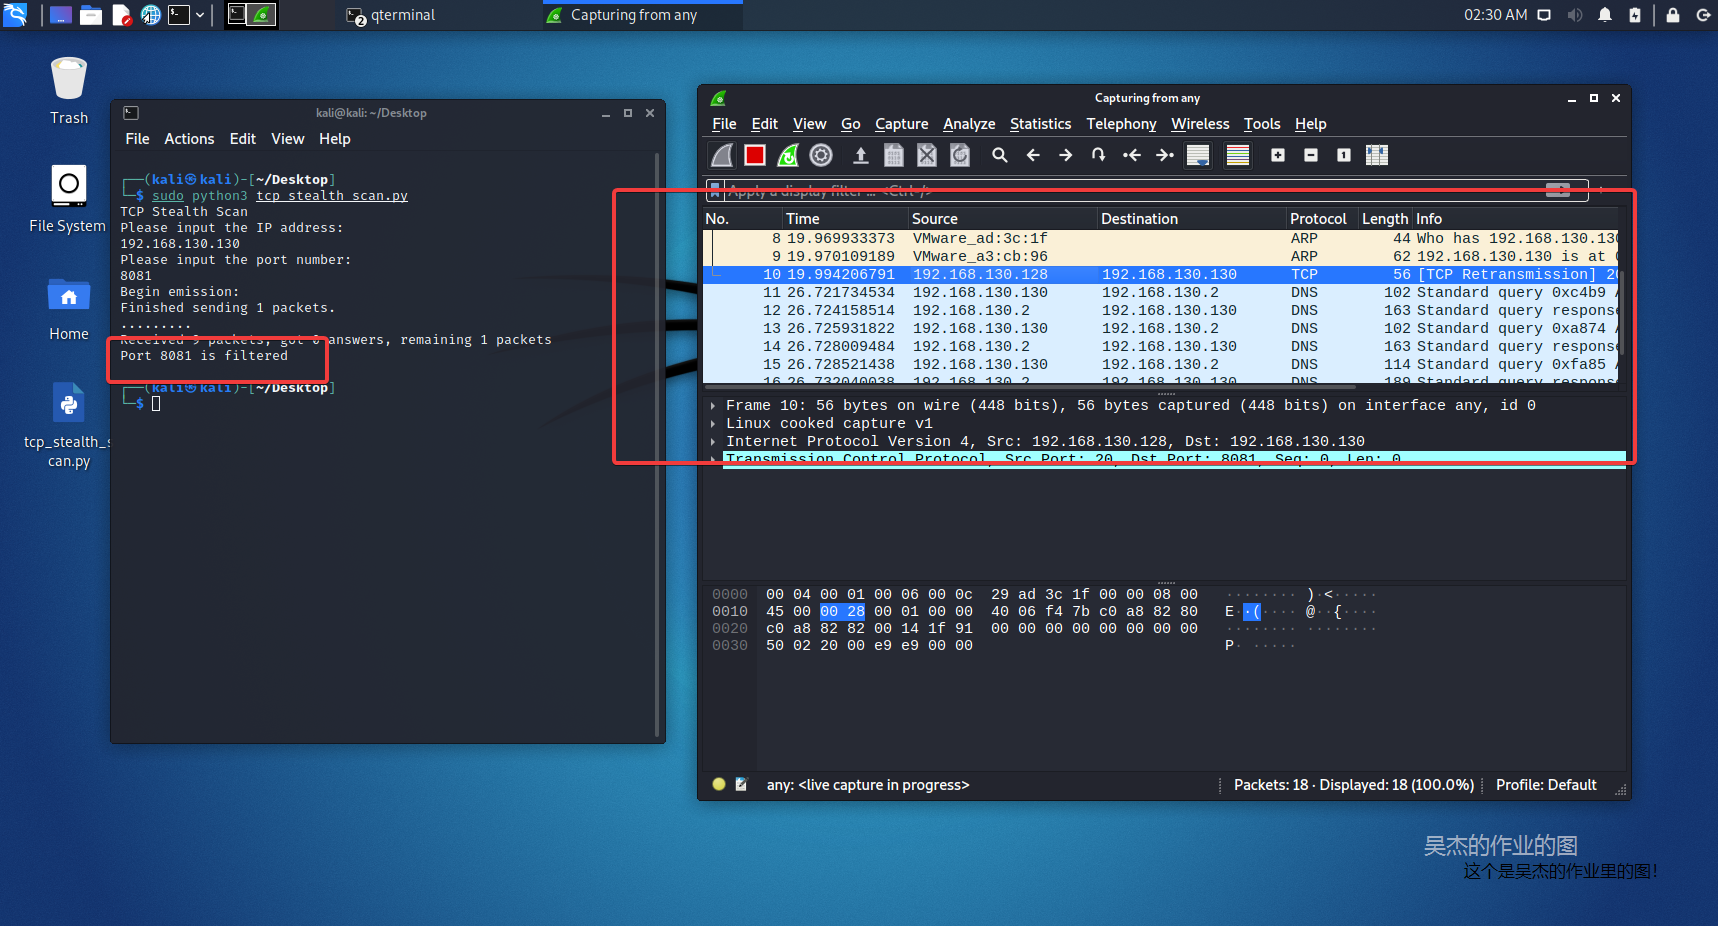 qterminal
Capturing from any
02:30 AM
Trash
File System
Home
tcp_stealth_s
can.py
kali@kali: ~/Desktop
File Actions Edit View Help
(kali㉿kali)-[~/Desktop]
$ sudo python3 tcp_stealth_scan.py
TCP Stealth Scan
Please input the IP address:
192.168.130.130
Please input the port number:
8081
Begin emission:
Finished sending 1 packets.
.........
Received 9 packets, got 0 answers, remaining 1 packets
Port 8081 is filtered
(kali㉿kali)-[~/Desktop]
$
Capturing from any
File Edit View Go Capture Analyze Statistics Telephony Wireless Tools Help
Apply a display filter ... <Ctrl-/>
No. Time Source Destination Protocol Length Info
8 19.969933373 VMware_ad:3c:1f ARP 44 Who has 192.168.130.130
9 19.970109189 VMware_a3:cb:96 ARP 62 192.168.130.130 is at
10 19.994206791 192.168.130.128 192.168.130.130 TCP 56 [TCP Retransmission] 20
11 26.721734534 192.168.130.130 192.168.130.2 DNS 102 Standard query 0xc4b9 A
12 26.724158514 192.168.130.2 192.168.130.130 DNS 163 Standard query response
13 26.725931822 192.168.130.130 192.168.130.2 DNS 102 Standard query 0xa874 A
14 26.728009484 192.168.130.2 192.168.130.130 DNS 163 Standard query response
15 26.728521438 192.168.130.130 192.168.130.2 DNS 114 Standard query 0xfa85 A
16 26.732040038 192.168.130.2 192.168.130.130 DNS 189 Standard query response
Frame 10: 56 bytes on wire (448 bits), 56 bytes captured (448 bits) on interface any, id 0
Linux cooked capture v1
Internet Protocol Version 4, Src: 192.168.130.128, Dst: 192.168.130.130
Transmission Control Protocol, Src Port: 20, Dst Port: 8081, Seq: 0, Len: 0
0000 00 04 00 01 00 06 00 0c 29 ad 3c 1f 00 00 08 00 ········ )·<·····
0010 45 00 00 28 00 01 00 00 40 06 f4 7b c0 a8 82 80 E··(···· @··{····
0020 c0 a8 82 82 00 14 1f 91 00 00 00 00 00 00 00 00 ········ ········
0030 50 02 20 00 e9 e9 00 00 P· ·····
any: <live capture in progress>
Packets: 18 · Displayed: 18 (100.0%)
Profile: Default
吴杰的作业的图
这个是吴杰的作业里的图!